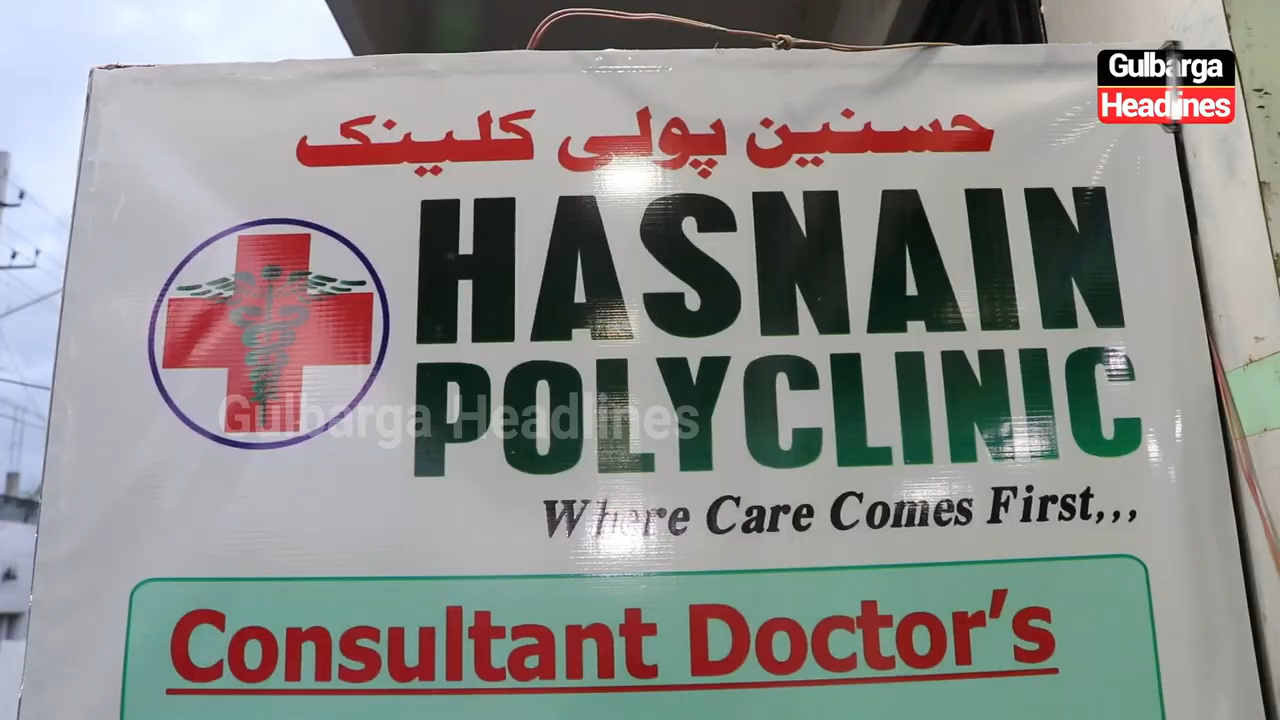 Gulbarga
Headlines
حسنین پولی کلینک
HASNAIN
POLYCLINIC
Gulbarga Headlines
Where Care Comes First,,,
Consultant Doctor's